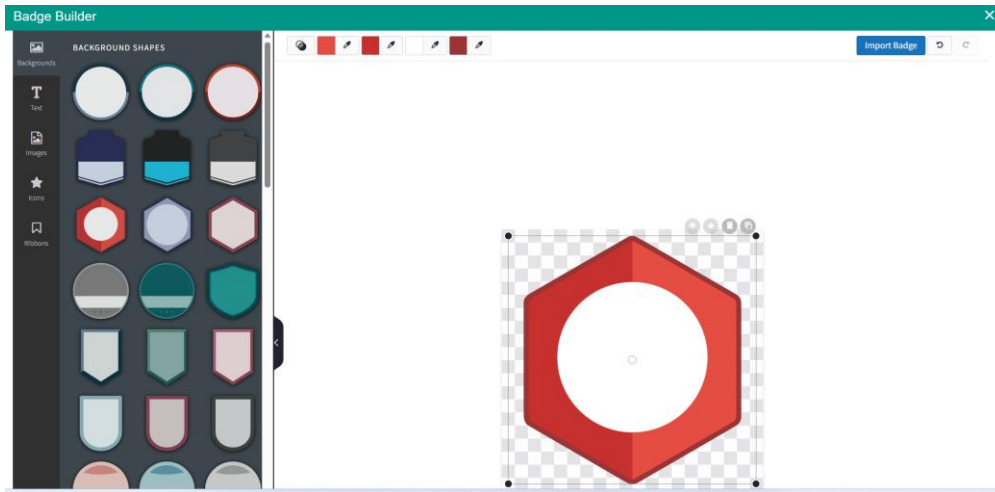 Badge Builder
Backgrounds
Text
Images
Icons
Ribbons
BACKGROUND SHAPES
Import Badge